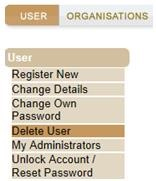 USER ORGANISATIONS
User
Register New
Change Details
Change Own
Password
Delete User
My Administrators
Unlock Account /
Reset Password